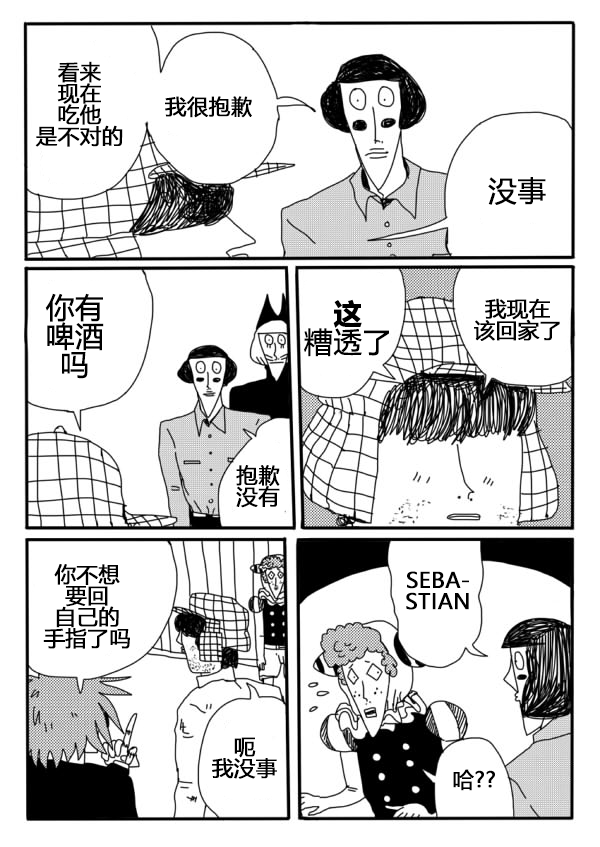 看来
现在
吃他
是不对的
我很抱歉
没事
你有
啤酒
吗
抱歉
没有
这
糟透了
我现在
该回家了
你不想
要回
自己的
手指了吗
呃
我没事
SEBA-
STIAN
哈??